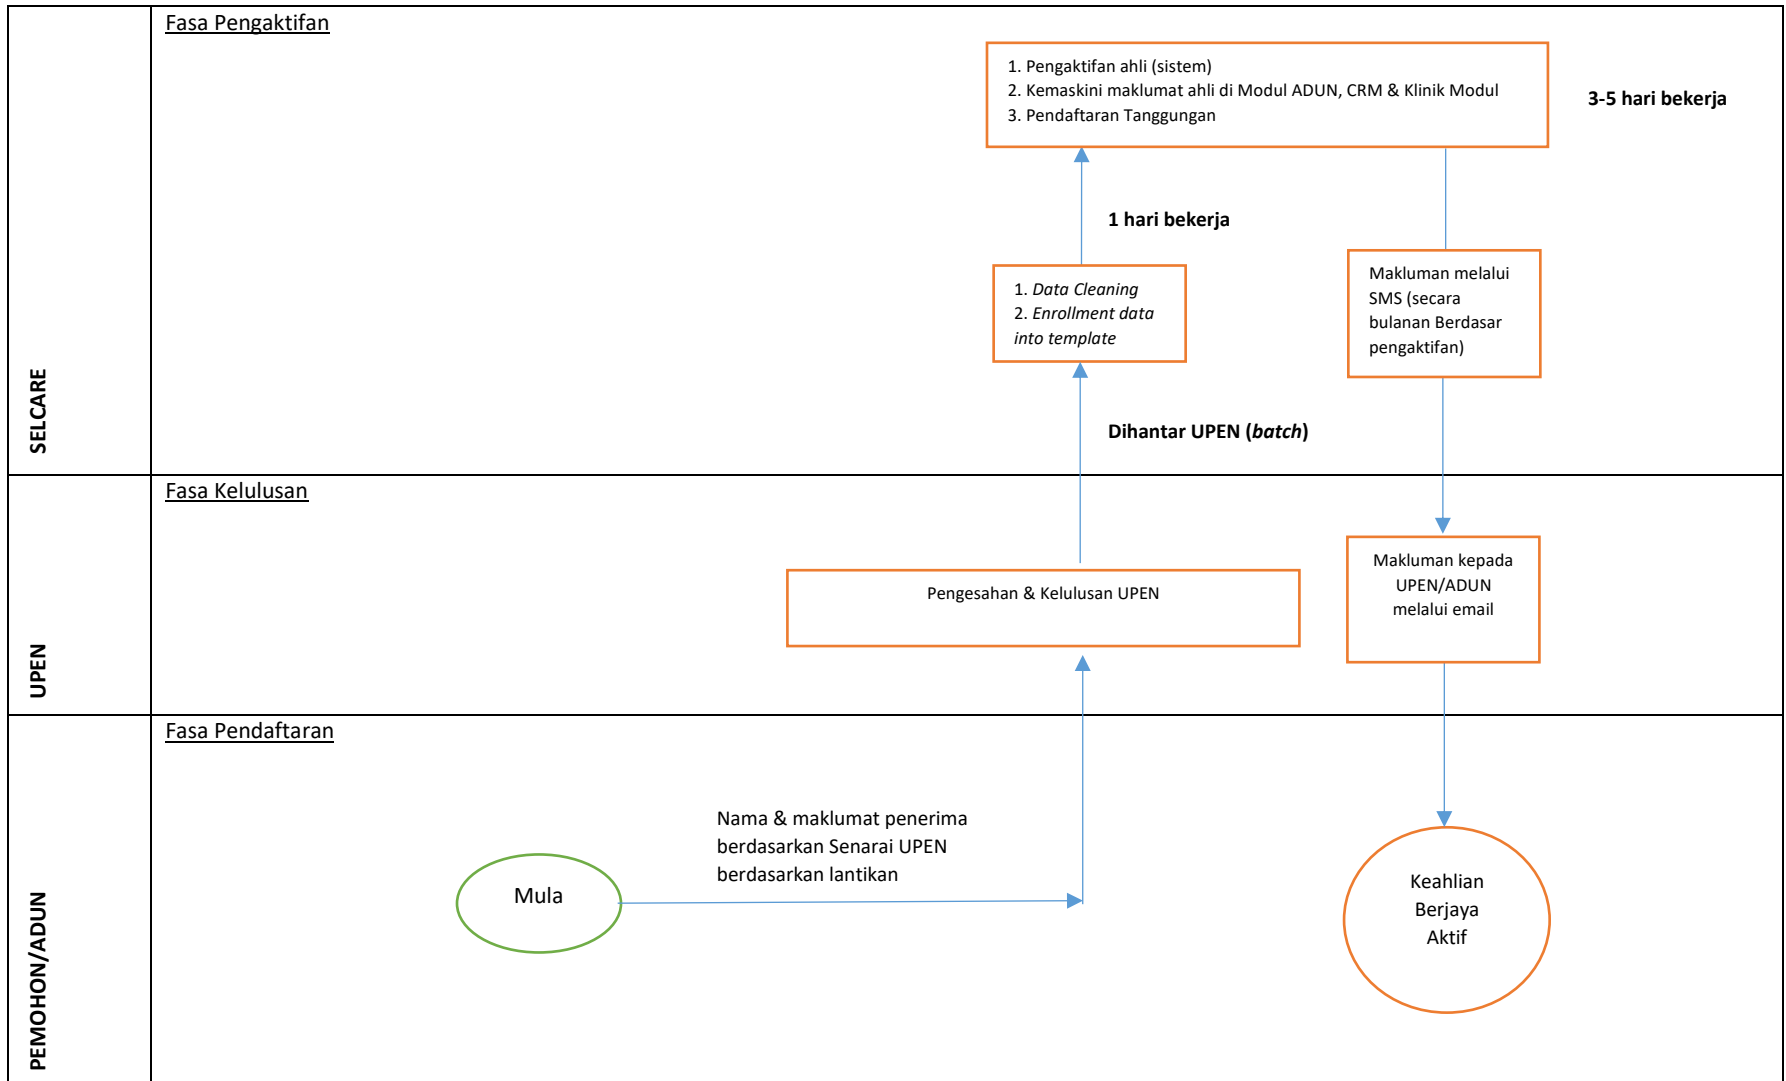 Fasa Pengaktifan
1. Pengaktifan ahli (sistem)
2. Kemaskini maklumat ahli di Modul ADUN, CRM & Klinik Modul
3. Pendaftaran Tanggungan
3-5 hari bekerja
1 hari bekerja
1. Data Cleaning
2. Enrollment data
into template
Makluman melalui
SMS (secara
bulanan Berdasar
pengaktifan)
Dihantar UPEN (batch)
SELCARE
Fasa Kelulusan
Pengesahan & Kelulusan UPEN
Makluman kepada
UPEN/ADUN
melalui email
UPEN
Fasa Pendaftaran
Nama & maklumat penerima
berdasarkan Senarai UPEN
berdasarkan lantikan
Mula
Keahlian
Berjaya
Aktif
PEMOHON/ADUN